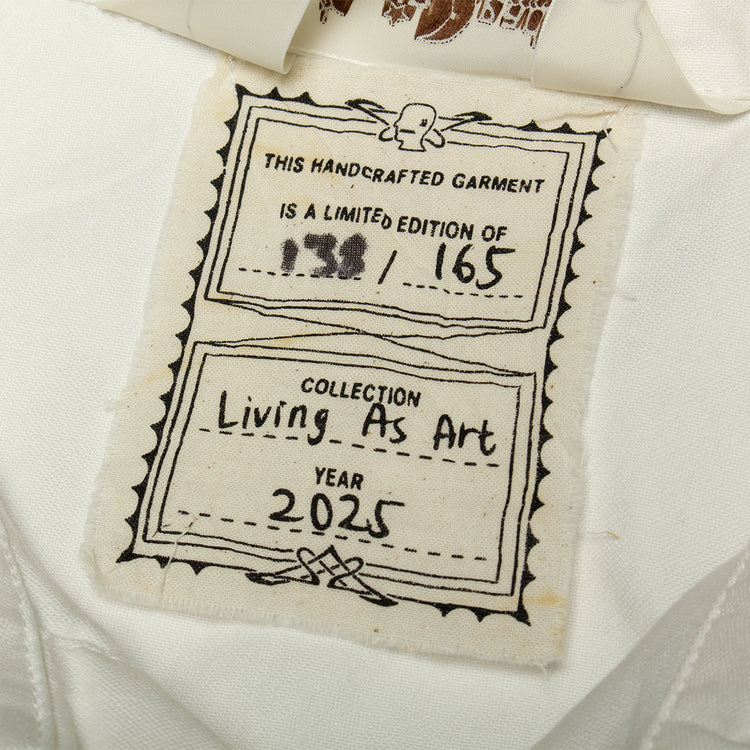 THIS HANDCRAFTED GARMENT
IS A LIMITED EDITION OF
/ 165
COLLECTION
Living As Art
YEAR
2025